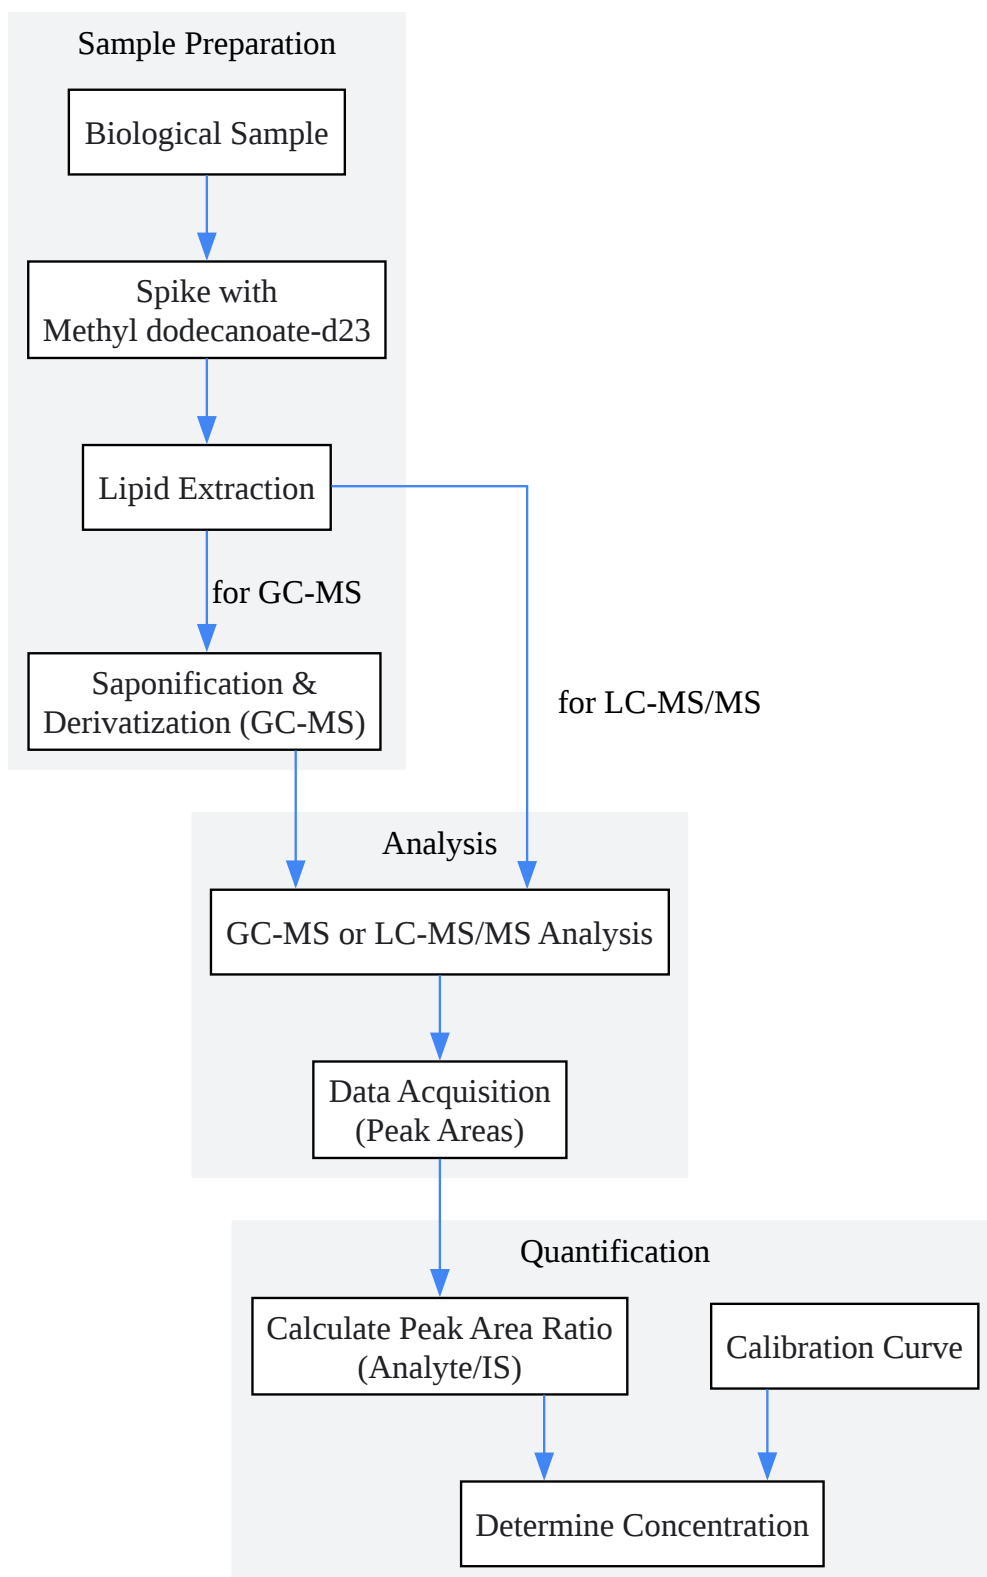 Sample Preparation
Biological Sample
Spike with
Methyl dodecanoate-d23
Lipid Extraction
for GC-MS
Saponification &
Derivatization (GC-MS)
for LC-MS/MS
Analysis
GC-MS or LC-MS/MS Analysis
Data Acquisition
(Peak Areas)
Quantification
Calculate Peak Area Ratio
(Analyte/IS)
Calibration Curve
Determine Concentration